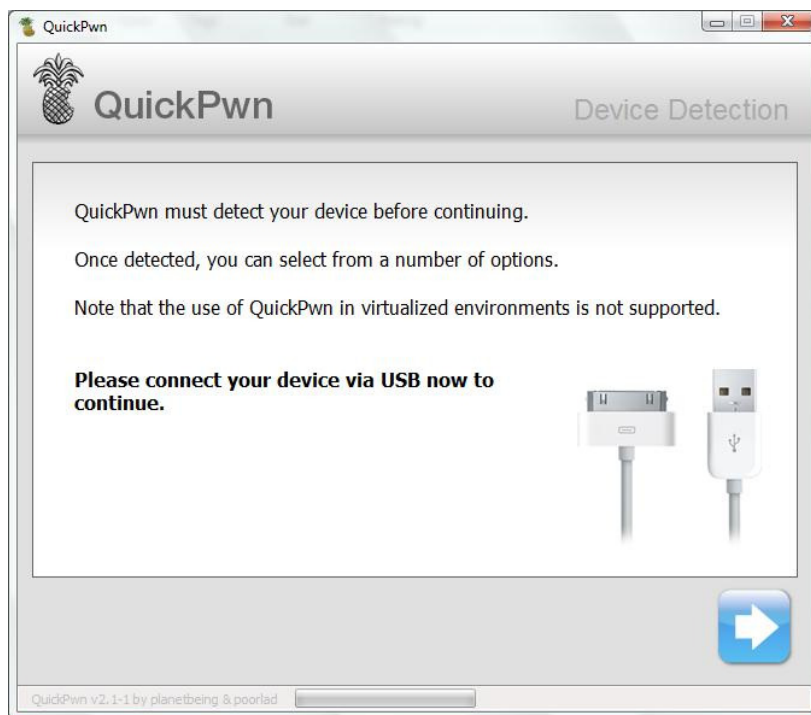 QuickPwn
QuickPwn
Device Detection
QuickPwn must detect your device before continuing.
Once detected, you can select from a number of options.
Note that the use of QuickPwn in virtualized environments is not supported.
Please connect your device via USB now to
continue.
QuickPwn v2.1-1 by planetbeing & poorlad